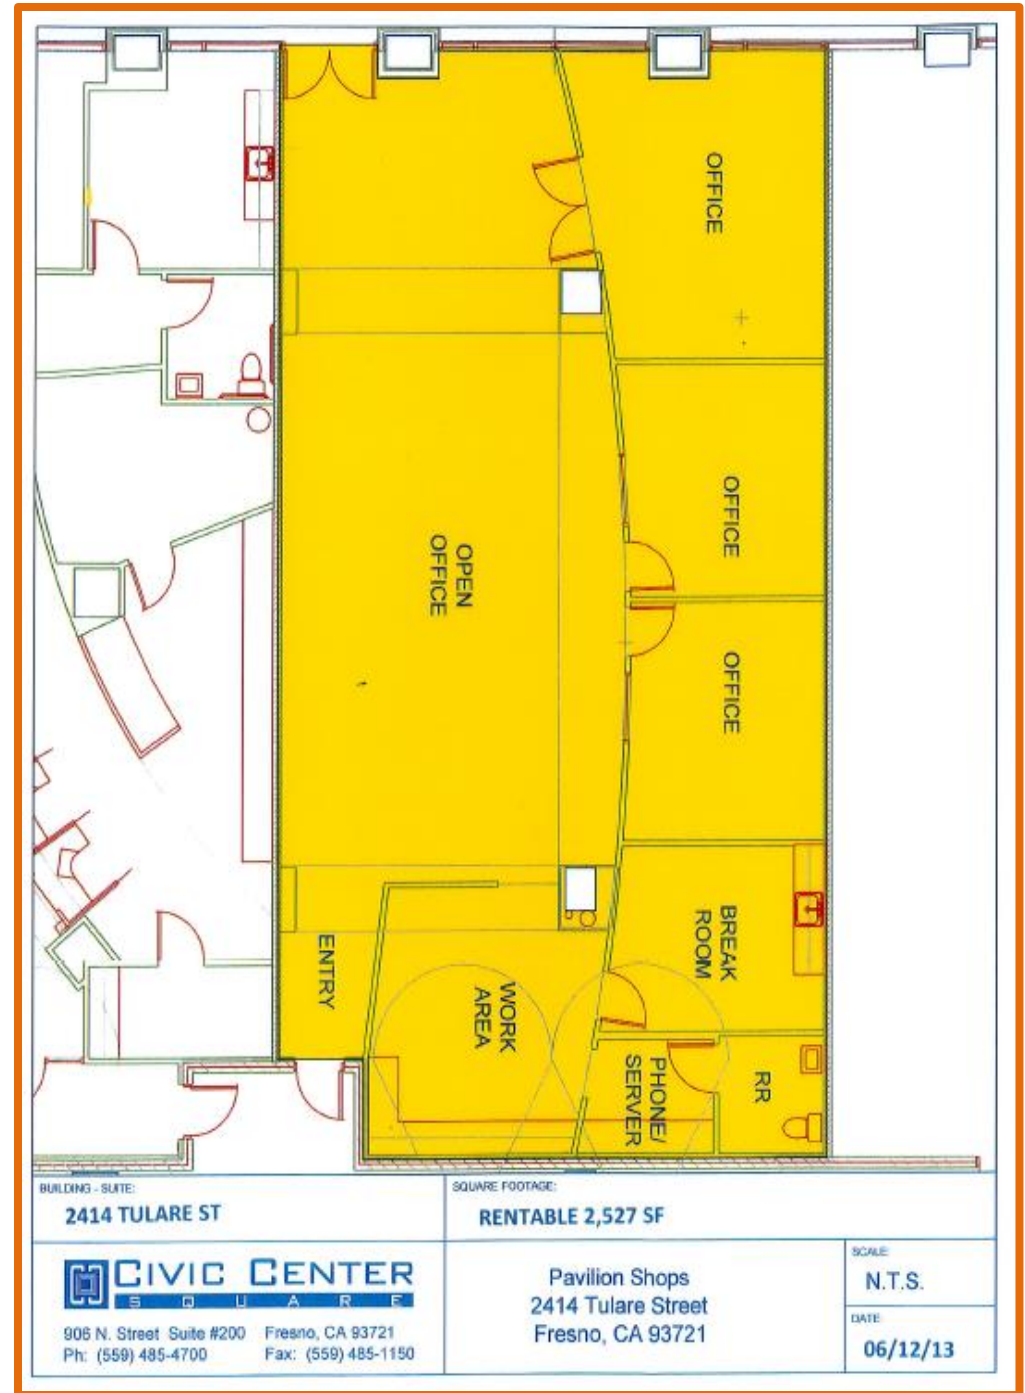 OFFICE
OFFICE
OPEN
OFFICE
OFFICE
BREAK
ROOM
ENTRY
WORK
AREA
PHONE/
SERVER
RR
BUILDING - SUITE:
2414 TULARE ST
SQUARE FOOTAGE:
RENTABLE 2,527 SF
CIVIC CENTER
SQUARE
906 N. Street Suite #200 Fresno, CA 93721
Ph: (559) 485-4700 Fax: (559) 485-1150
Pavilion Shops
2414 Tulare Street
Fresno, CA 93721
SCALE
N.T.S.
DATE
06/12/13